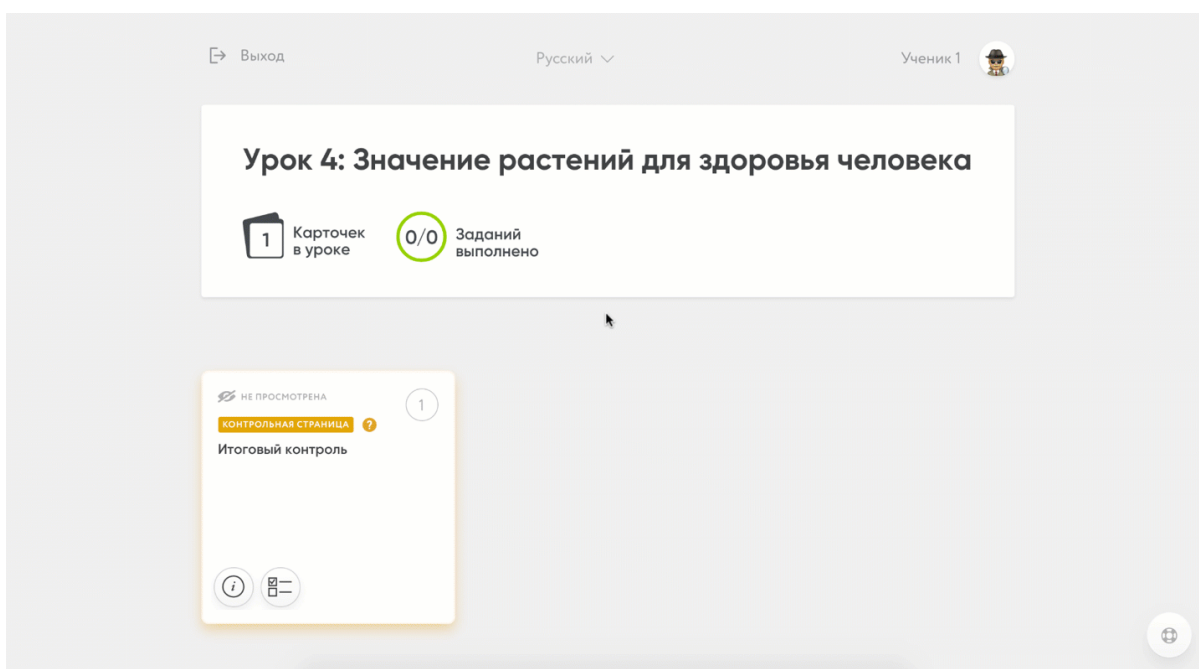 Выход
Русский
Ученик 1
Урок 4: Значение растений для здоровья человека
1
Карточек
в уроке
0/0
Заданий
выполнено
НЕ ПРОСМОТРЕНА
1
КОНТРОЛЬНАЯ СТРАНИЦА ?
Итоговый контроль
i